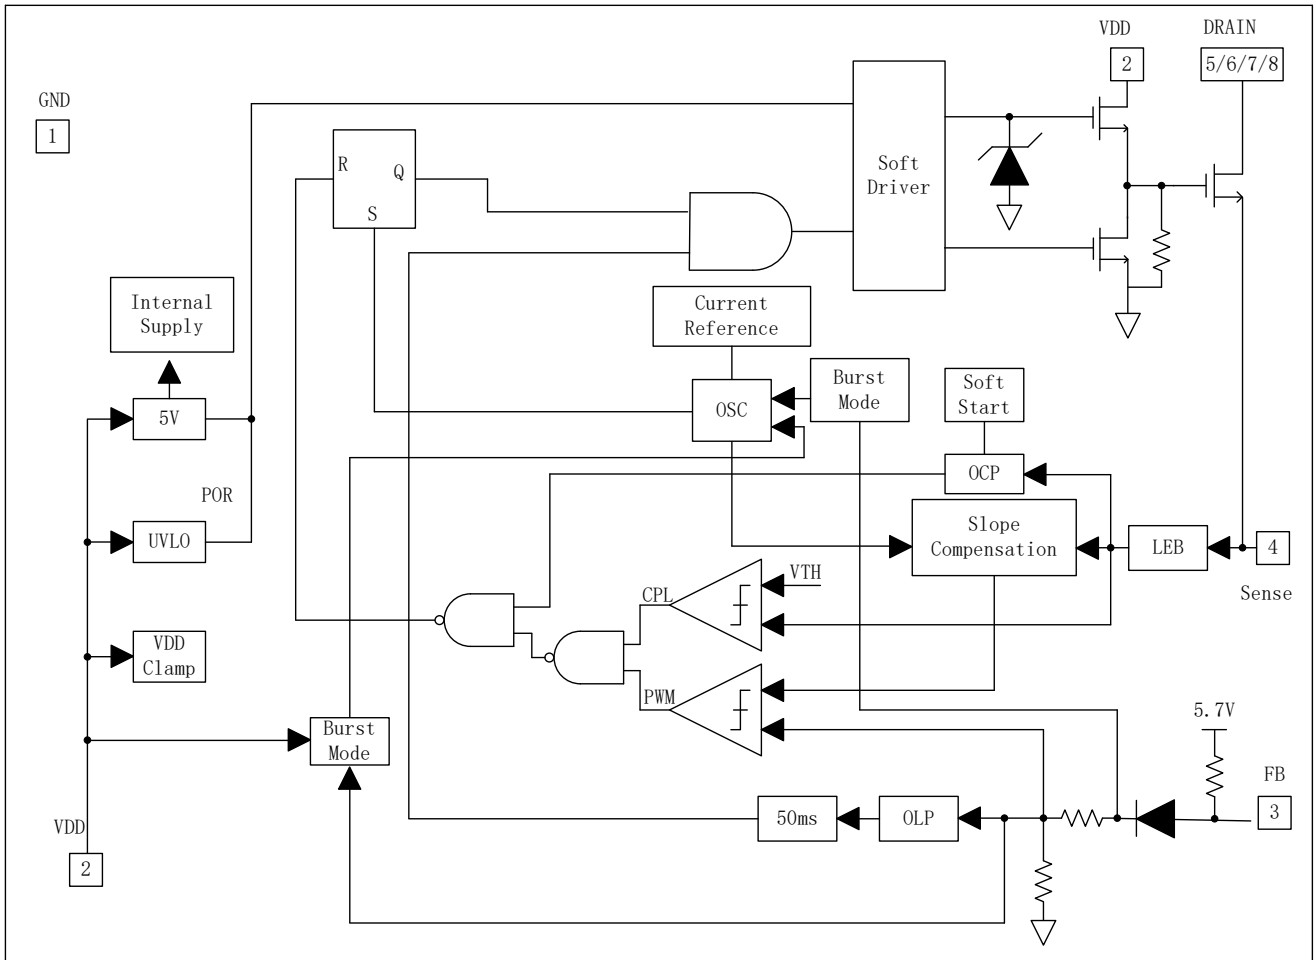 VDD
DRAIN
2
5/6/7/8
GND
1
R
Q
S
Soft
Driver
Internal
Supply
Current
Reference
Burst
Mode
Soft
Start
5V
OSC
OCP
POR
UVLO
Slope
Compensation
LEB
4
Sense
VTH
CPL
VDD
Clamp
PWM
Burst
Mode
5.7V
FB
3
50ms
OLP
VDD
2